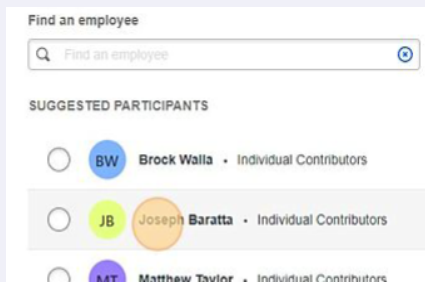 Find an employee
Find an employee
SUGGESTED PARTICIPANTS
BW Brock Walla • Individual Contributors
JB Joseph Baratta • Individual Contributors
MT Matthew Taylor • Individual Contributors